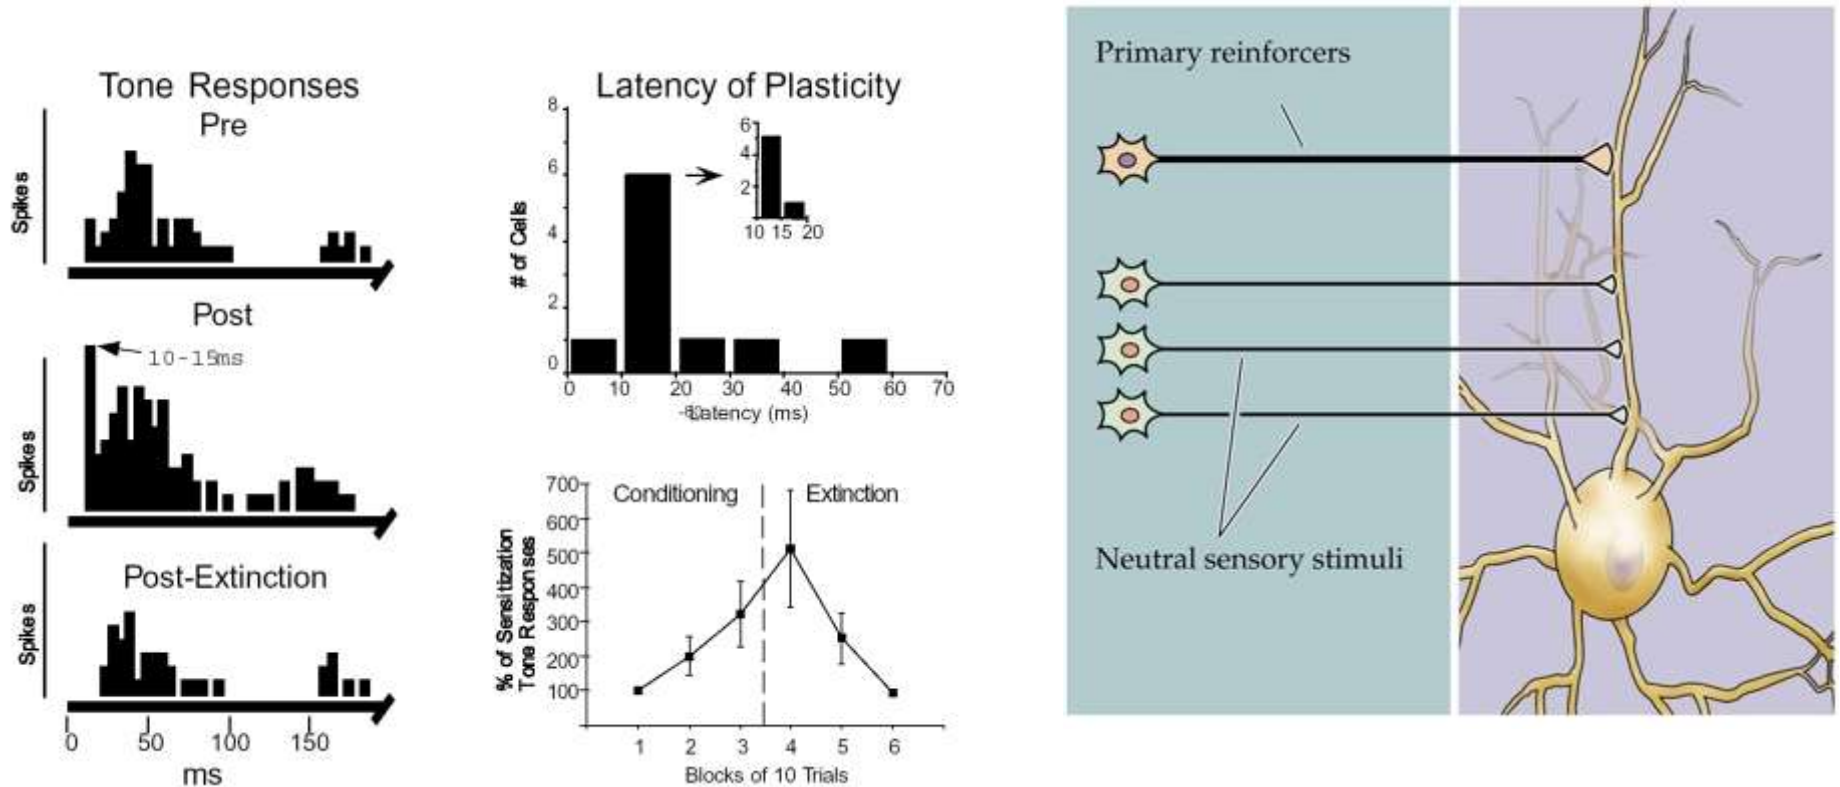 Tone Responses
Pre
Spikes
Post
10-15ms
Spikes
Post-Extinction
Spikes
0 50 100 150
ms
Latency of Plasticity
# of Cells
8
6
4
2
0
6
4
2
10 15 20
0 10 20 30 40 50 60 70
Latency (ms)
% of Sensitization
Tone Responses
700
600
500
400
300
200
100
Conditioning
Extinction
1 2 3 4 5 6
Blocks of 10 Trials
Primary reinforcers
Neutral sensory stimuli